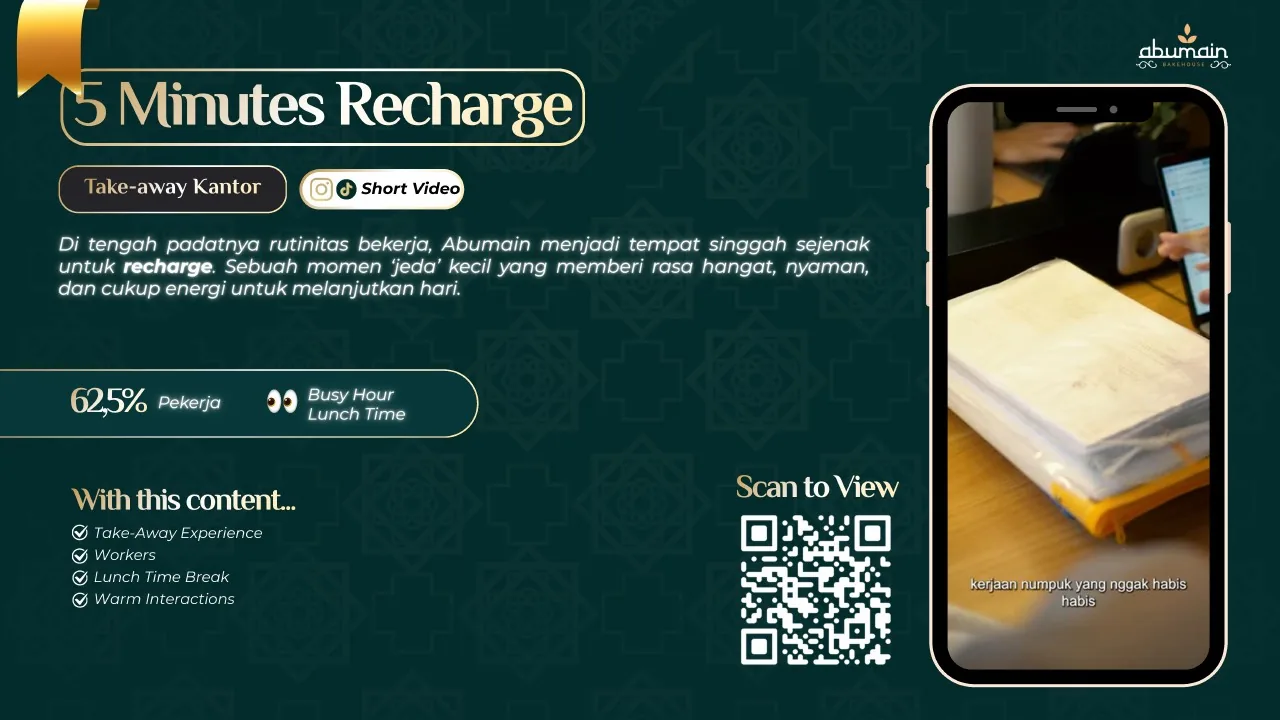 abumain
BAKEHOUSE
5 Minutes Recharge
Take-away Kantor
Short Video
Di tengah padatnya rutinitas bekerja, Abumain menjadi tempat singgah sejenak
untuk recharge. Sebuah momen ‘jeda’ kecil yang memberi rasa hangat, nyaman,
dan cukup energi untuk melanjutkan hari.
62,5% Pekerja
Busy Hour
Lunch Time
With this content...
Take-Away Experience
Workers
Lunch Time Break
Warm Interactions
Scan to View
kerjaan numpuk yang nggak habis
habis